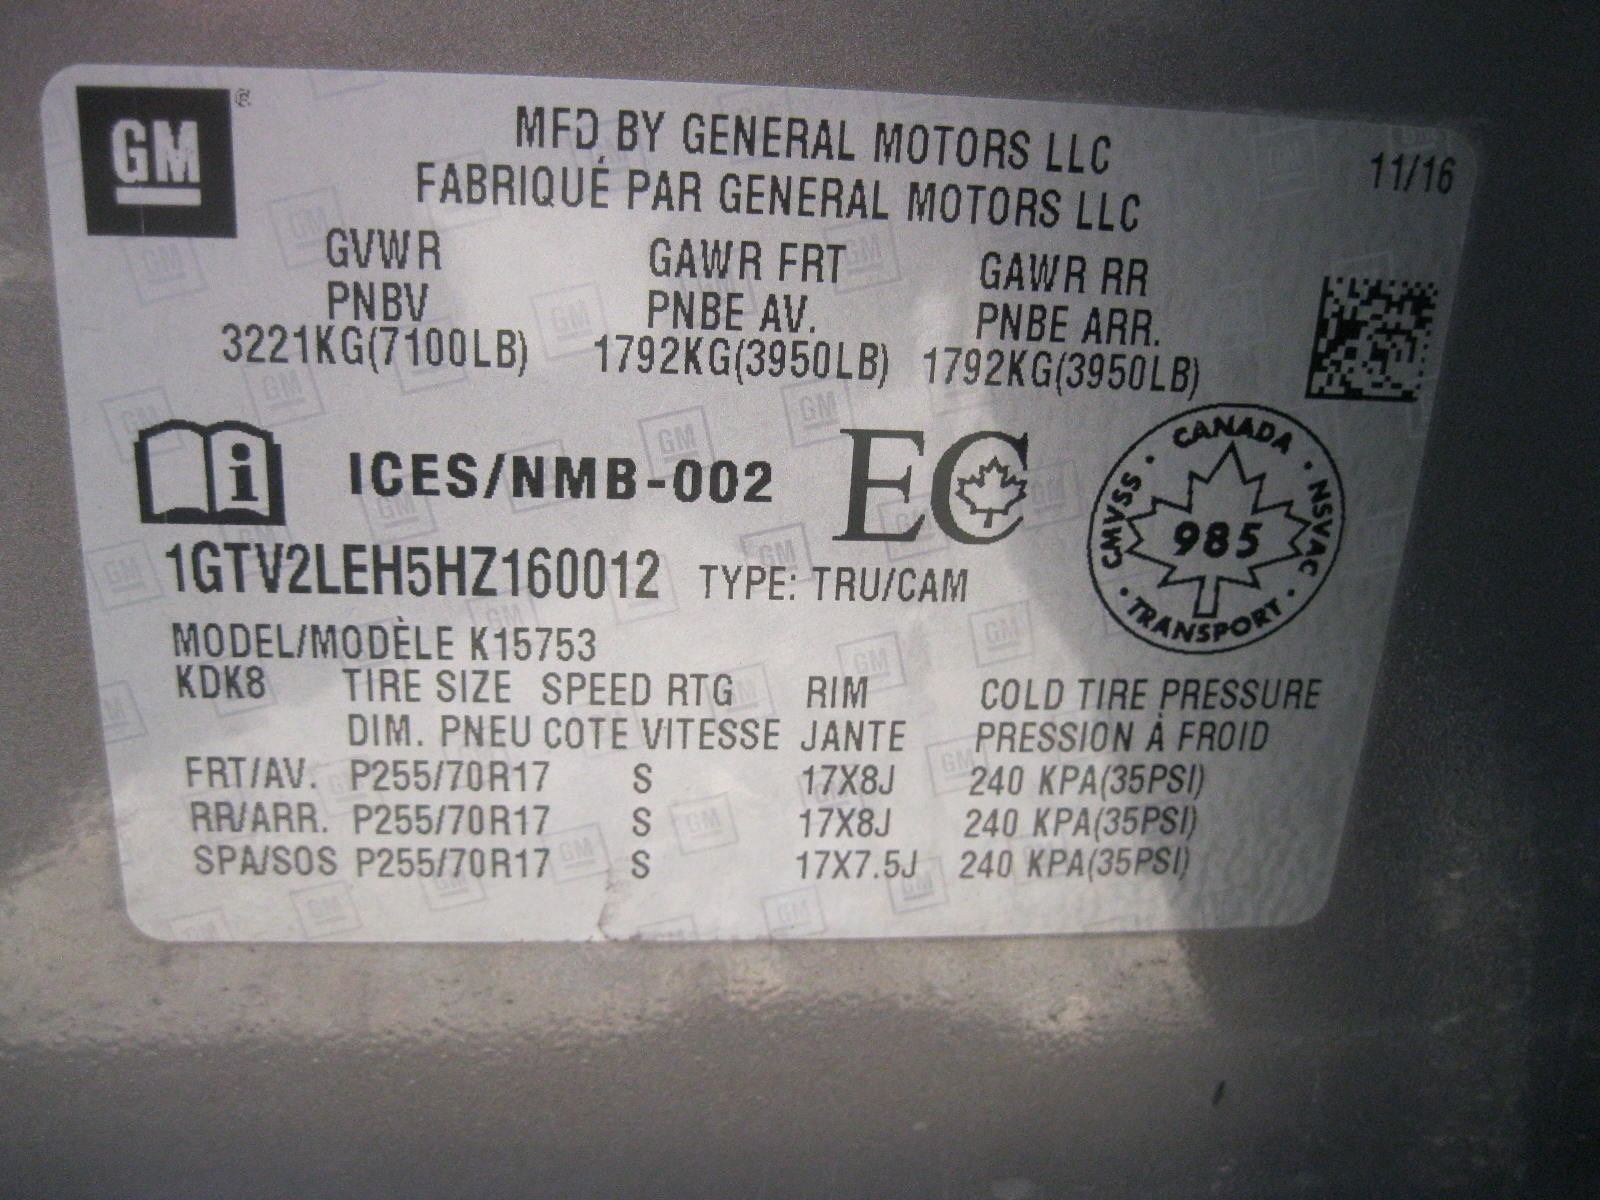 GM
MFD BY GENERAL MOTORS LLC
FABRIQUÉ PAR GENERAL MOTORS LLC
11/16
GVWR GAWR FRT GAWR RR
PNBV PNBE AV. PNBE ARR.
3221KG(7100LB) 1792KG(3950LB) 1792KG(3950LB)
ICES/NMB-002 EC
CANADA
CMVSS · NSVAC
985
TRANSPORT
1GTV2LEH5HZ160012 TYPE: TRU/CAM
MODEL/MODÈLE K15753
KDK8 TIRE SIZE SPEED RTG RIM COLD TIRE PRESSURE
DIM. PNEU COTE VITESSE JANTE PRESSION À FROID
FRT/AV. P255/70R17 S 17X8J 240 KPA(35PSI)
RR/ARR. P255/70R17 S 17X8J 240 KPA(35PSI)
SPA/SOS P255/70R17 S 17X7.5J 240 KPA(35PSI)